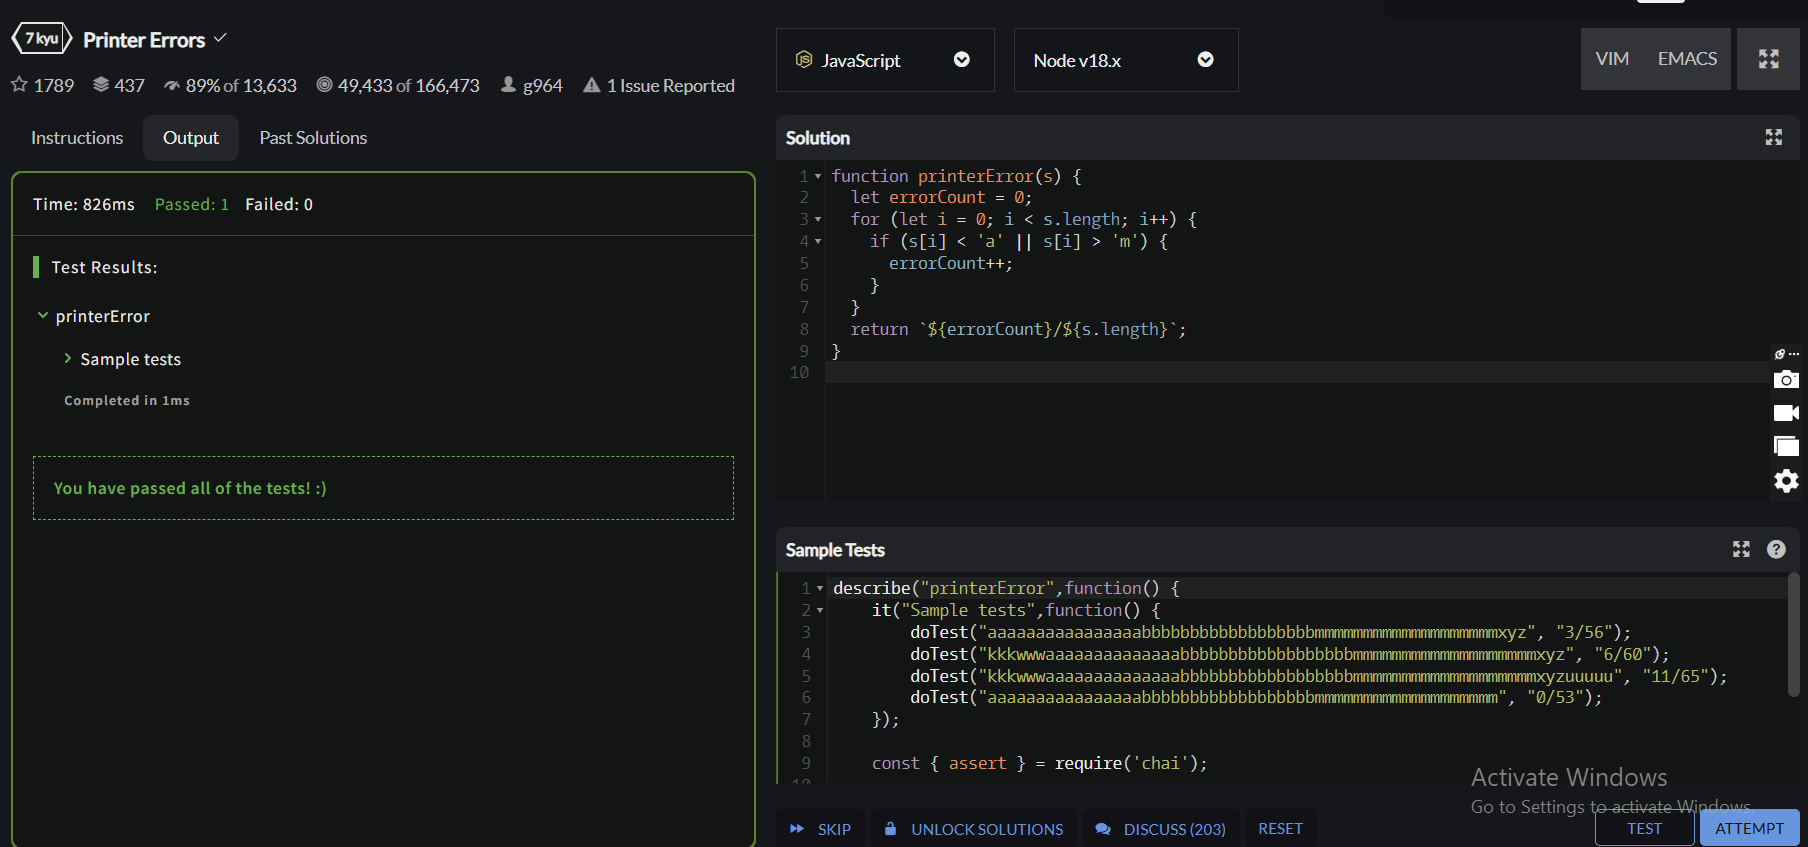 7 kyu Printer Errors
1789 437 89% of 13,633 49,433 of 166,473 g964 1 Issue Reported
Instructions Output Past Solutions
Time: 826ms Passed: 1 Failed: 0
Test Results:
printerError
Sample tests
Completed in 1ms
You have passed all of the tests! :)
JS JavaScript
Node v18.x
VIM EMACS
Solution
1 function printerError(s) {
2   let errorCount = 0;
3   for (let i = 0; i < s.length; i++) {
4     if (s[i] < 'a' || s[i] > 'm') {
5       errorCount++;
6     }
7   }
8   return `${errorCount}/${s.length}`;
9 }
10
Sample Tests
1 describe("printerError",function() {
2     it("Sample tests",function() {
3         doTest("aaaaaaaaaaaaaaaabbbbbbbbbbbbbbbbbbmmmmmmmmmmmmmmmmmmmxyz", "3/56");
4         doTest("kkkwwwaaaaaaaaaaaaaabbbbbbbbbbbbbbbbbbmmmmmmmmmmmmmmmmmmmxyz", "6/60");
5         doTest("kkkwwwaaaaaaaaaaaaaabbbbbbbbbbbbbbbbbbmmmmmmmmmmmmmmmmmmmxyzuuuuu", "11/65");
6         doTest("aaaaaaaaaaaaaaaabbbbbbbbbbbbbbbbbbmmmmmmmmmmmmmmmmmmm", "0/53");
7     });
8
9     const { assert } = require('chai');
10
Activate Windows
Go to Settings to activate Windows.
SKIP UNLOCK SOLUTIONS DISCUSS (203) RESET TEST ATTEMPT